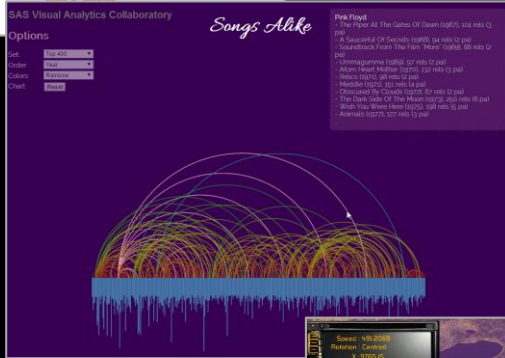 SAS Visual Analytics Collaboratory
Songs Alike
Options
Set: Top 400
Order: Year
Colors: Rainbow
Chart: Reset
Pink Floyd
- The Piper At The Gates Of Dawn (1967), 124 rels (3
pa)
- A Saucerful Of Secrets (1968), 94 rels (2 pa)
- Soundtrack From The Film "More" (1969), 86 rels (2
pa)
- Ummagumma (1969), 97 rels (2 pa)
- Atom Heart Mother (1970), 132 rels (3 pa)
- Relics (1971), 98 rels (2 pa)
- Meddle (1971), 151 rels (4 pa)
- Obscured By Clouds (1972), 87 rels (2 pa)
- The Dark Side Of The Moon (1973), 250 rels (6 pa)
- Wish You Were Here (1975), 198 rels (5 pa)
- Animals (1977), 127 rels (3 pa)
Speed : 491.2068
Rotation : Centred